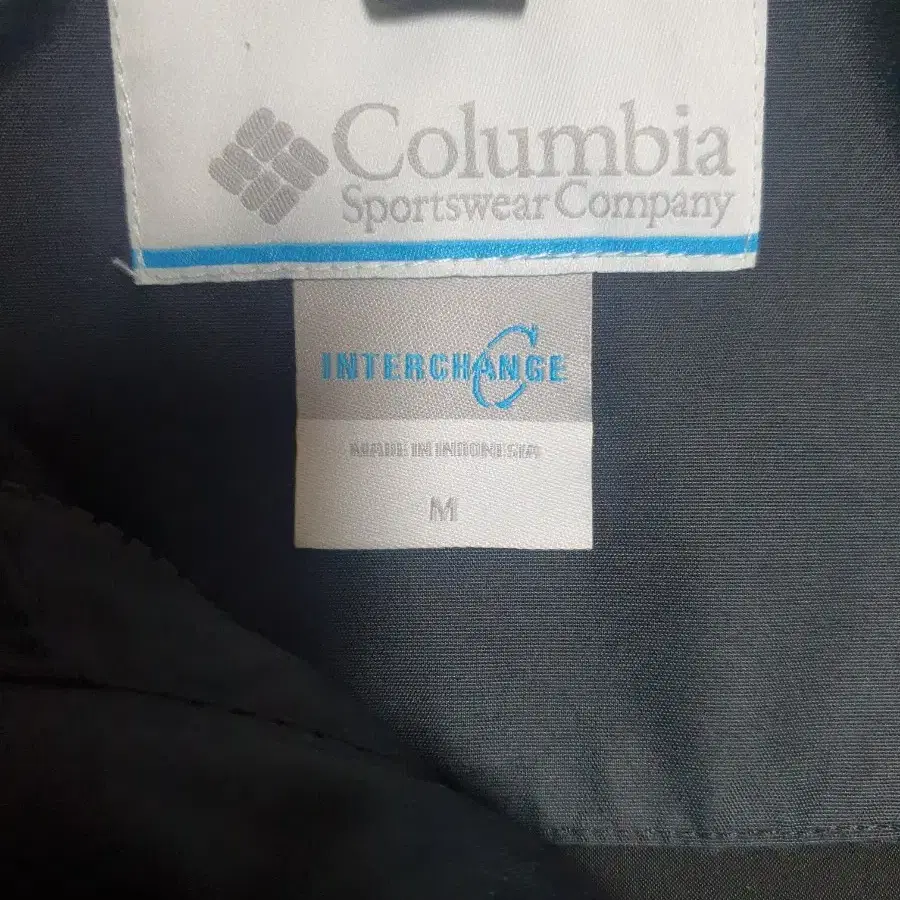 Columbia
Sportswear Company
INTERCHANGE
MADE IN INDONESIA
M